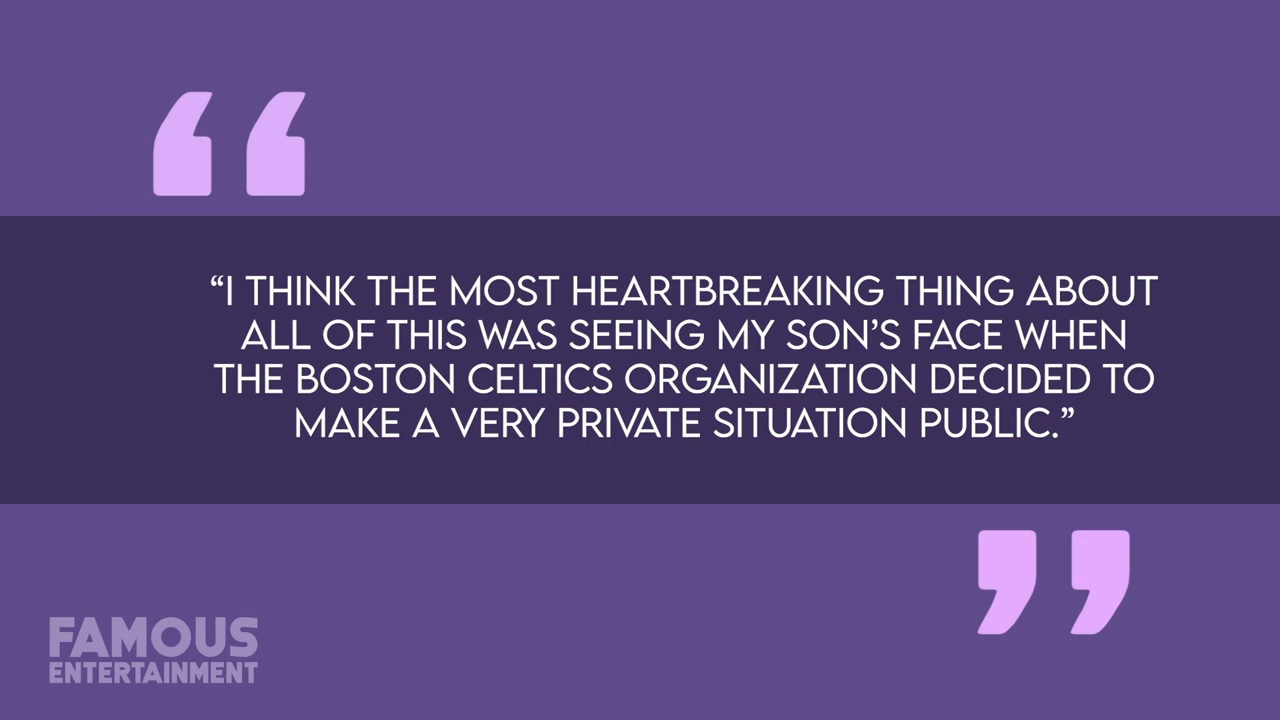 “I THINK THE MOST HEARTBREAKING THING ABOUT
ALL OF THIS WAS SEEING MY SON’S FACE WHEN
THE BOSTON CELTICS ORGANIZATION DECIDED TO
MAKE A VERY PRIVATE SITUATION PUBLIC.”
FAMOUS
ENTERTAINMENT